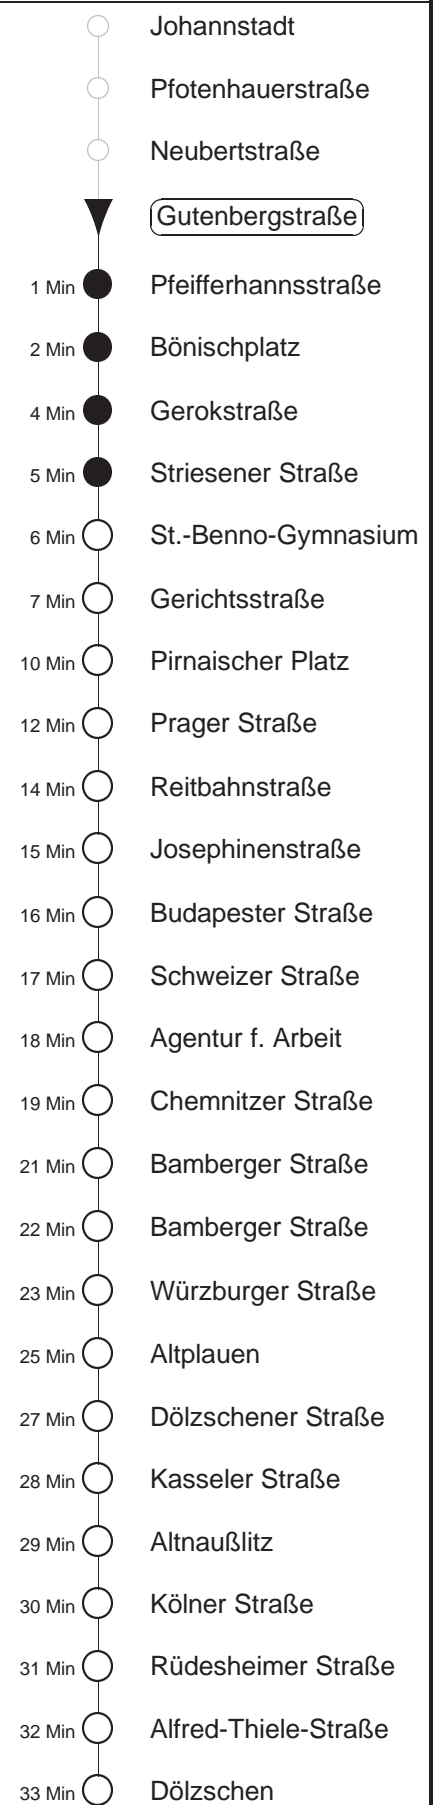 Johannstadt
Pfotenhauerstraße
Neubertstraße
Gutenbergstraße
1 Min Pfeifferhannsstraße
2 Min Bönischplatz
4 Min Gerokstraße
5 Min Striesener Straße
6 Min St.-Benno-Gymnasium
7 Min Gerichtsstraße
10 Min Pirnaischer Platz
12 Min Prager Straße
14 Min Reitbahnstraße
15 Min Josephinenstraße
16 Min Budapester Straße
17 Min Schweizer Straße
18 Min Agentur f. Arbeit
19 Min Chemnitzer Straße
21 Min Bamberger Straße
22 Min Bamberger Straße
23 Min Würzburger Straße
25 Min Altplauen
27 Min Dölzschener Straße
28 Min Kasseler Straße
29 Min Altnaußlitz
30 Min Kölner Straße
31 Min Rüdesheimer Straße
32 Min Alfred-Thiele-Straße
33 Min Dölzschen